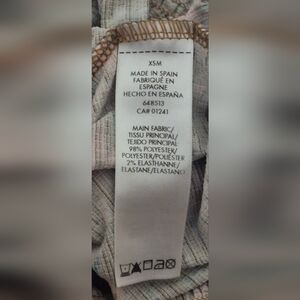 XSM
MADE IN SPAIN
FABRIQUÉ EN
ESPAGNE
HECHO EN ESPAÑA
648513
CA# 01241
MAIN FABRIC/
TISSU PRINCIPAL/
TEJIDO PRINCIPAL
98% POLYESTER/
POLYESTER/POLIÉSTER
2% ELASTHANNE/
ELASTANE/ELASTANO